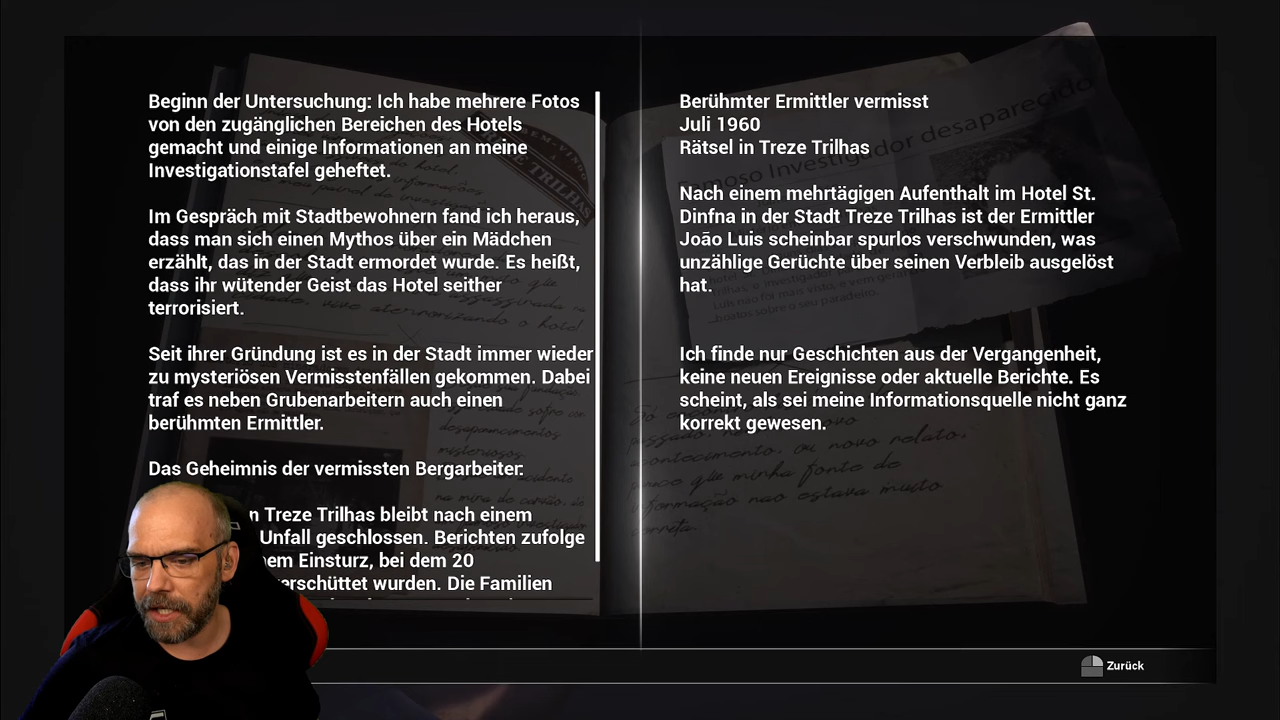 Beginn der Untersuchung: Ich habe mehrere Fotos
von den zugänglichen Bereichen des Hotels
gemacht und einige Informationen an meine
Investigationstafel geheftet.
Im Gespräch mit Stadtbewohnern fand ich heraus,
dass man sich einen Mythos über ein Mädchen
erzählt, das in der Stadt ermordet wurde. Es heißt,
dass ihr wütender Geist das Hotel seither
terrorisiert.
Seit ihrer Gründung ist es in der Stadt immer wieder
zu mysteriösen Vermisstenfällen gekommen. Dabei
traf es neben Grubenarbeitern auch einen
berühmten Ermittler.
Das Geheimnis der vermissten Bergarbeiter:
n Treze Trilhas bleibt nach einem
Unfall geschlossen. Berichten zufolge
Einsturz, bei dem 20
wurden. Die Familien
Berühmter Ermittler vermisst
Juli 1960
Rätsel in Treze Trilhas
Nach einem mehrtägigen Aufenthalt im Hotel St.
Dinfna in der Stadt Treze Trilhas ist der Ermittler
João Luis scheinbar spurlos verschwunden, was
unzählige Gerüchte über seinen Verbleib ausgelöst
hat.
Ich finde nur Geschichten aus der Vergangenheit,
keine neuen Ereignisse oder aktuelle Berichte. Es
scheint, als sei meine Informationsquelle nicht ganz
korrekt gewesen.
Famoso Investigador desaparecido
TREZE TRILHAS
Zurück